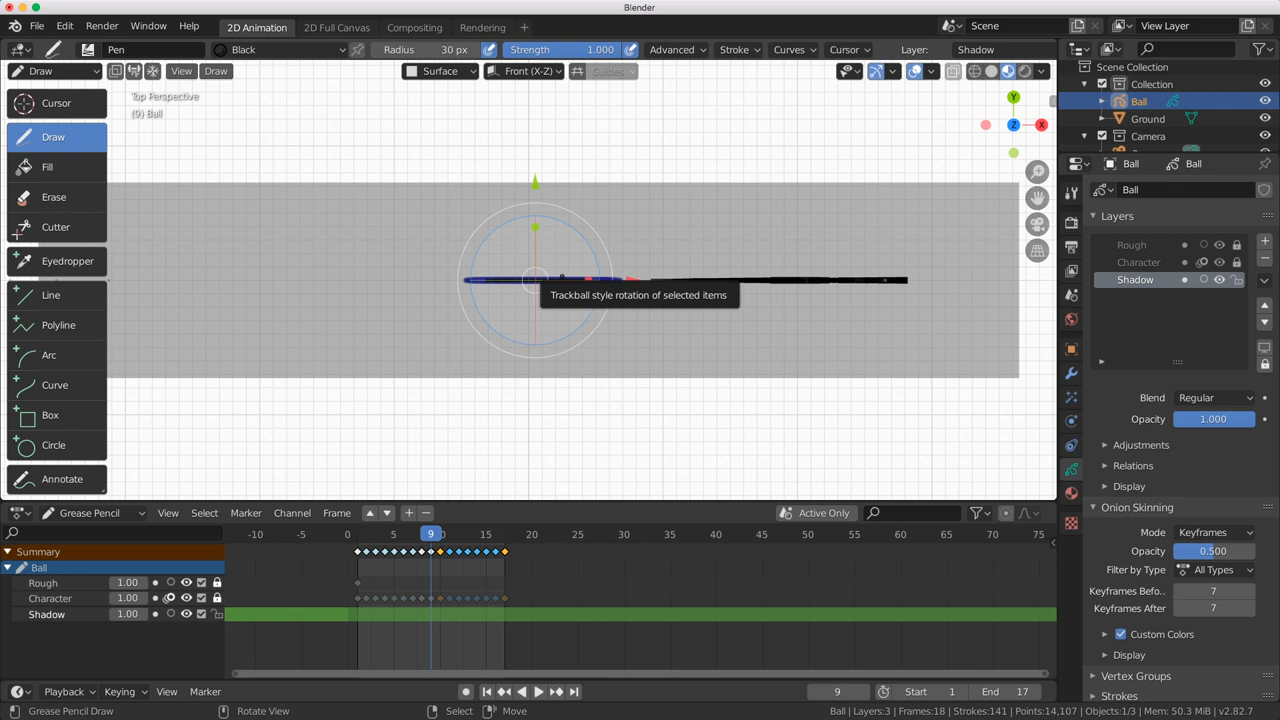 Blender
File Edit Render Window Help 2D Animation 2D Full Canvas Compositing Rendering Scene View Layer
Pen Black Radius 30 px Strength 1.000 Advanced Stroke Curves Cursor Layer: Shadow
Draw View Draw Surface Front (X-Z) Guides
Top Perspective
(9) Ball
Cursor
Draw
Fill
Erase
Cutter
Eyedropper
Line
Polyline
Arc
Curve
Box
Circle
Annotate
Y
Z
X
Trackball style rotation of selected items
Scene Collection
Collection
Ball
Ground
Camera
Ball Ball
Ball
Layers
Rough
Character
Shadow
Blend Regular
Opacity 1.000
Adjustments
Relations
Display
Onion Skinning
Mode Keyframes
Opacity 0.500
Filter by Type All Types
Keyframes Befo.. 7
Keyframes After 7
Custom Colors
Display
Vertex Groups
Strokes
Grease Pencil View Select Marker Channel Frame Active Only
-10 -5 0 5 9 0 15 20 25 30 35 40 45 50 55 60 65 70 75
Summary
Ball
Rough 1.00
Character 1.00
Shadow 1.00
Playback Keying View Marker 9 Start 1 End 17
Grease Pencil Draw Rotate View Select Move Ball | Layers:3 | Frames:18 | Strokes:141 | Points:14,107 | Objects:1/3 | Mem: 50.3 MiB | v2.82.7